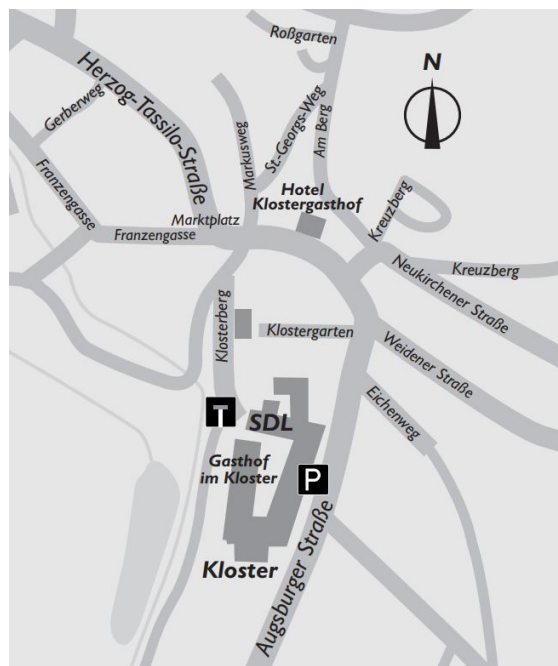 Roßgarten
N
Herzog-Tassilo-Straße
Gerberweg
St.-Georgs-Weg
Am Berg
Markusweg
Franzengasse
Hotel
Klostergasthof
Kreuzberg
Marktplatz
Franzengasse
Kreuzberg
Neukirchener Straße
Klosterberg
Klostergarten
Weidener Straße
Eichenweg
T
SDL
Gasthof
im Kloster
P
Kloster
Augsburger Straße